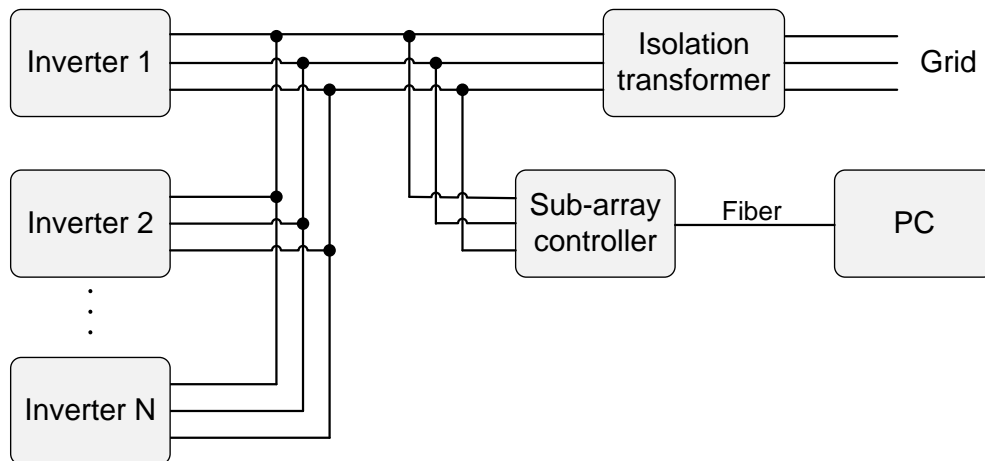 Inverter 1
Isolation
transformer
Grid
Inverter 2
Sub-array
controller
Fiber
PC
Inverter N